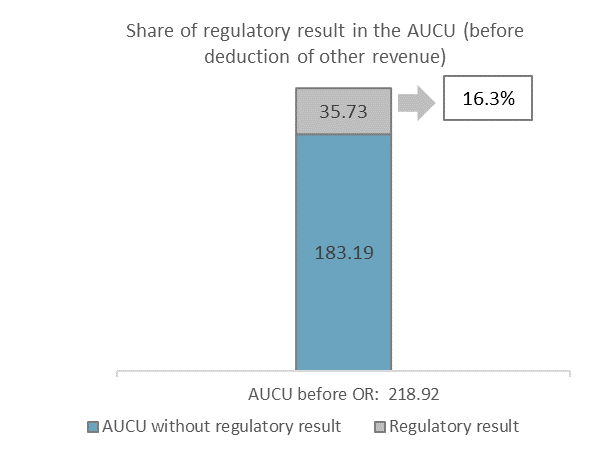 Share of regulatory result in the AUCU (before
deduction of other revenue)
35.73
16.3%
183.19
AUCU before OR: 218.92
AUCU without regulatory result
Regulatory result